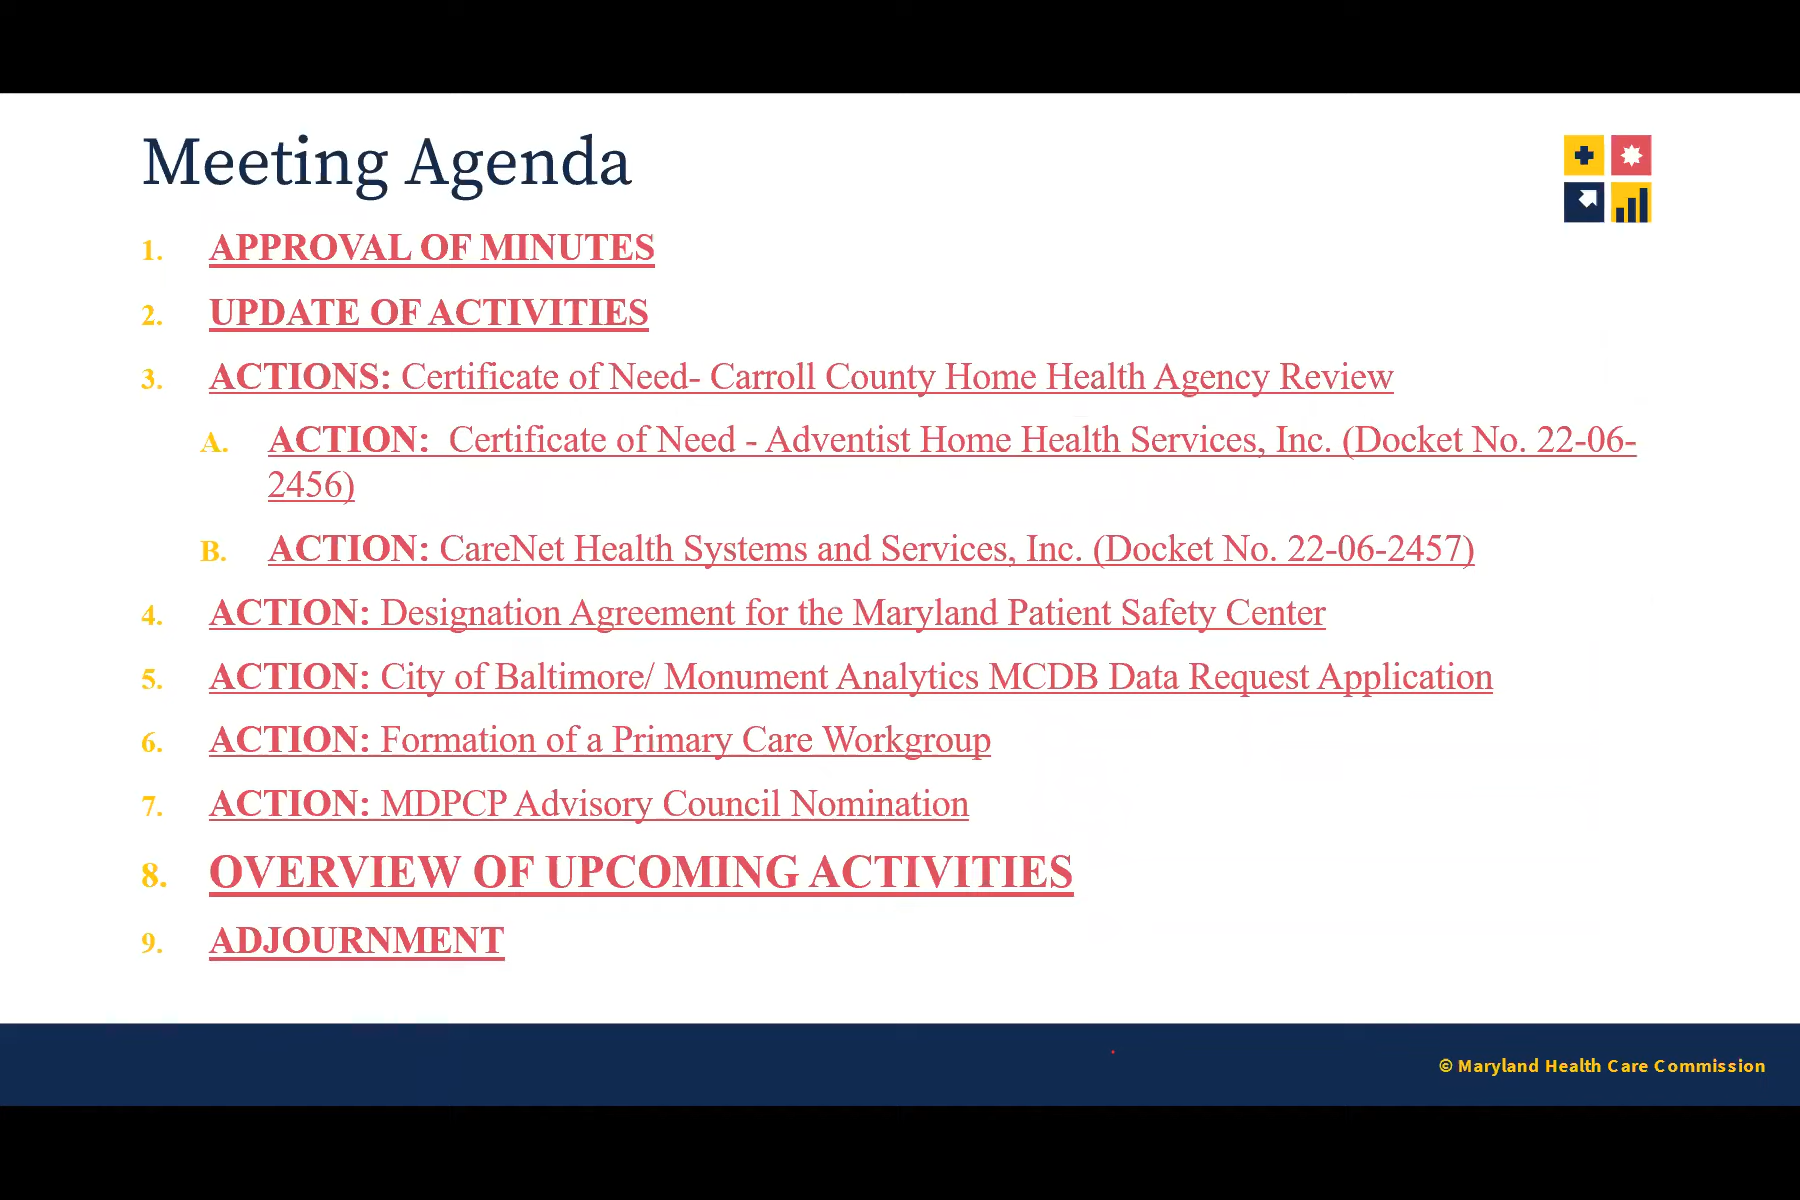 Meeting Agenda
1. APPROVAL OF MINUTES
2. UPDATE OF ACTIVITIES
3. ACTIONS: Certificate of Need- Carroll County Home Health Agency Review
A. ACTION: Certificate of Need - Adventist Home Health Services, Inc. (Docket No. 22-06-
2456)
B. ACTION: CareNet Health Systems and Services, Inc. (Docket No. 22-06-2457)
4. ACTION: Designation Agreement for the Maryland Patient Safety Center
5. ACTION: City of Baltimore/ Monument Analytics MCDB Data Request Application
6. ACTION: Formation of a Primary Care Workgroup
7. ACTION: MDPCP Advisory Council Nomination
8. OVERVIEW OF UPCOMING ACTIVITIES
9. ADJOURNMENT
© Maryland Health Care Commission